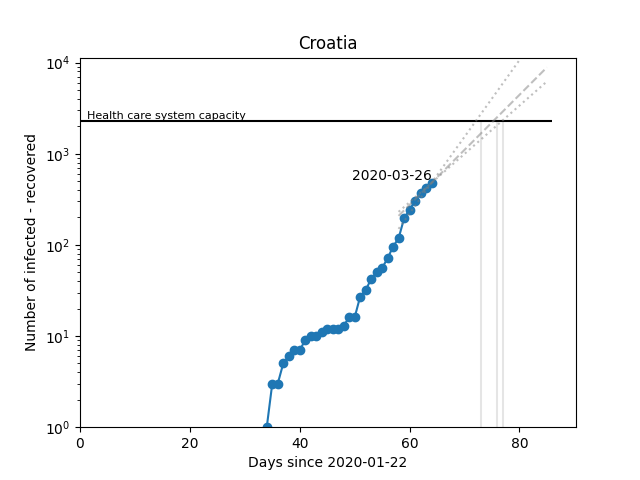 Croatia
Number of infected - recovered
10^4
10^3
10^2
10^1
10^0
Health care system capacity
2020-03-26
0 20 40 60 80
Days since 2020-01-22